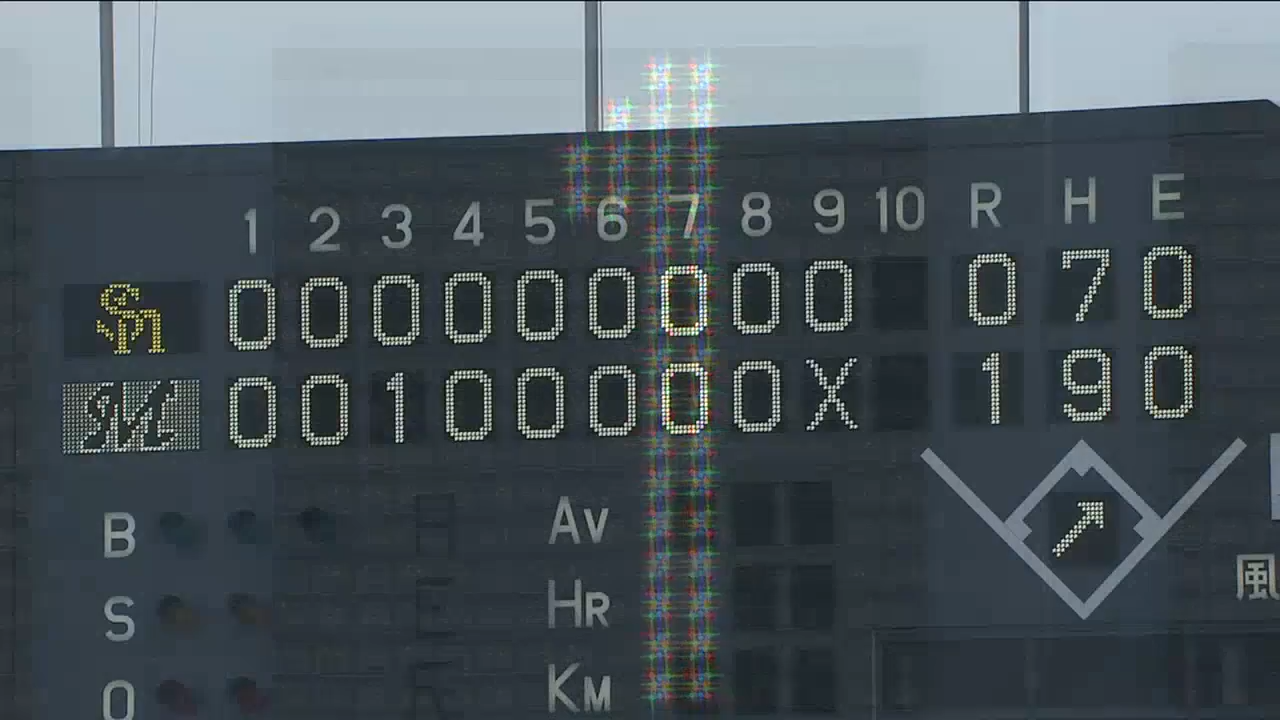 1 2 3 4 5 6 7 8 9 10 R H E
SH 0 0 0 0 0 0 0 0 0 0 7 0
M 0 0 1 0 0 0 0 0 X 1 9 0
B AV
S HR 風
O KM